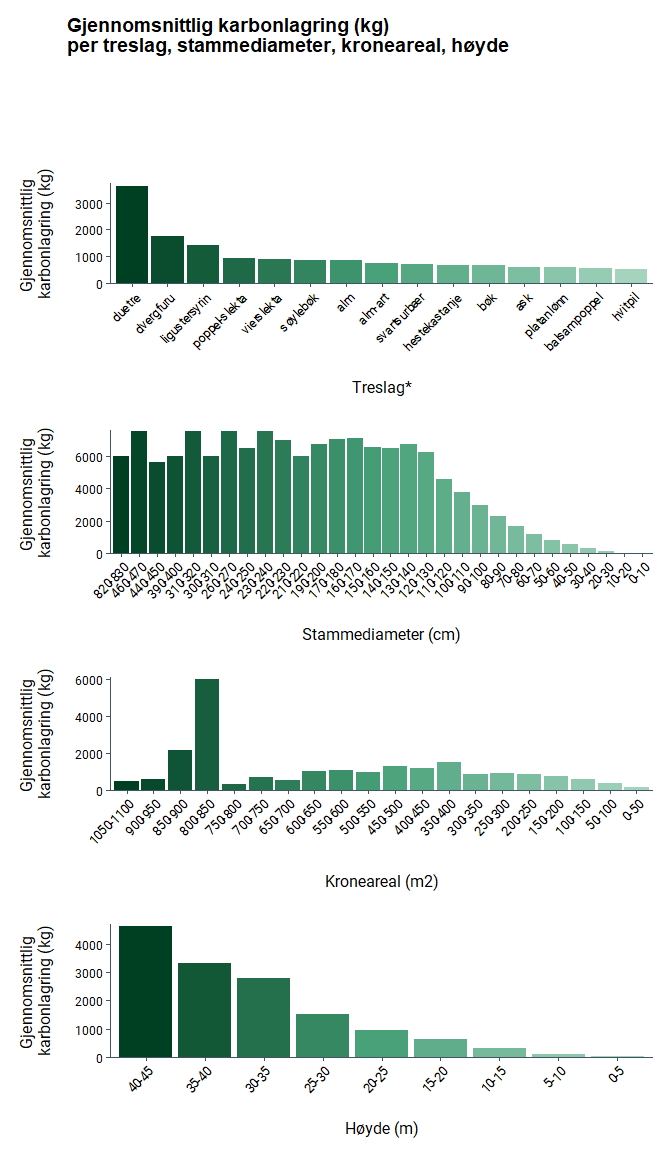 Gjennomsnittlig karbonlagring (kg)
per treslag, stammediameter, kroneareal, høyde
Gjennomsnittlig
karbonlagring (kg)
3000
2000
1000
0
duetre
dvergfuru
ligustersyrin
poppelslekta
vierslekta
søylebøk
alm
alm-art
svartsurbær
hestekastanje
bøk
ask
platanlønn
balsampoppel
hvitpil
Treslag*
Gjennomsnittlig
karbonlagring (kg)
6000
4000
2000
0
820-830
460-470
440-450
390-400
310-320
300-310
260-270
240-250
230-240
220-230
210-220
190-200
170-180
160-170
150-160
140-150
130-140
120-130
110-120
100-110
90-100
80-90
70-80
60-70
50-60
40-50
30-40
20-30
10-20
0-10
Stammediameter (cm)
Gjennomsnittlig
karbonlagring (kg)
6000
4000
2000
0
1050-1100
900-950
850-900
800-850
750-800
700-750
650-700
600-650
550-600
500-550
450-500
400-450
350-400
300-350
250-300
200-250
150-200
100-150
50-100
0-50
Kroneareal (m2)
Gjennomsnittlig
karbonlagring (kg)
4000
3000
2000
1000
0
40-45
35-40
30-35
25-30
20-25
15-20
10-15
5-10
0-5
Høyde (m)